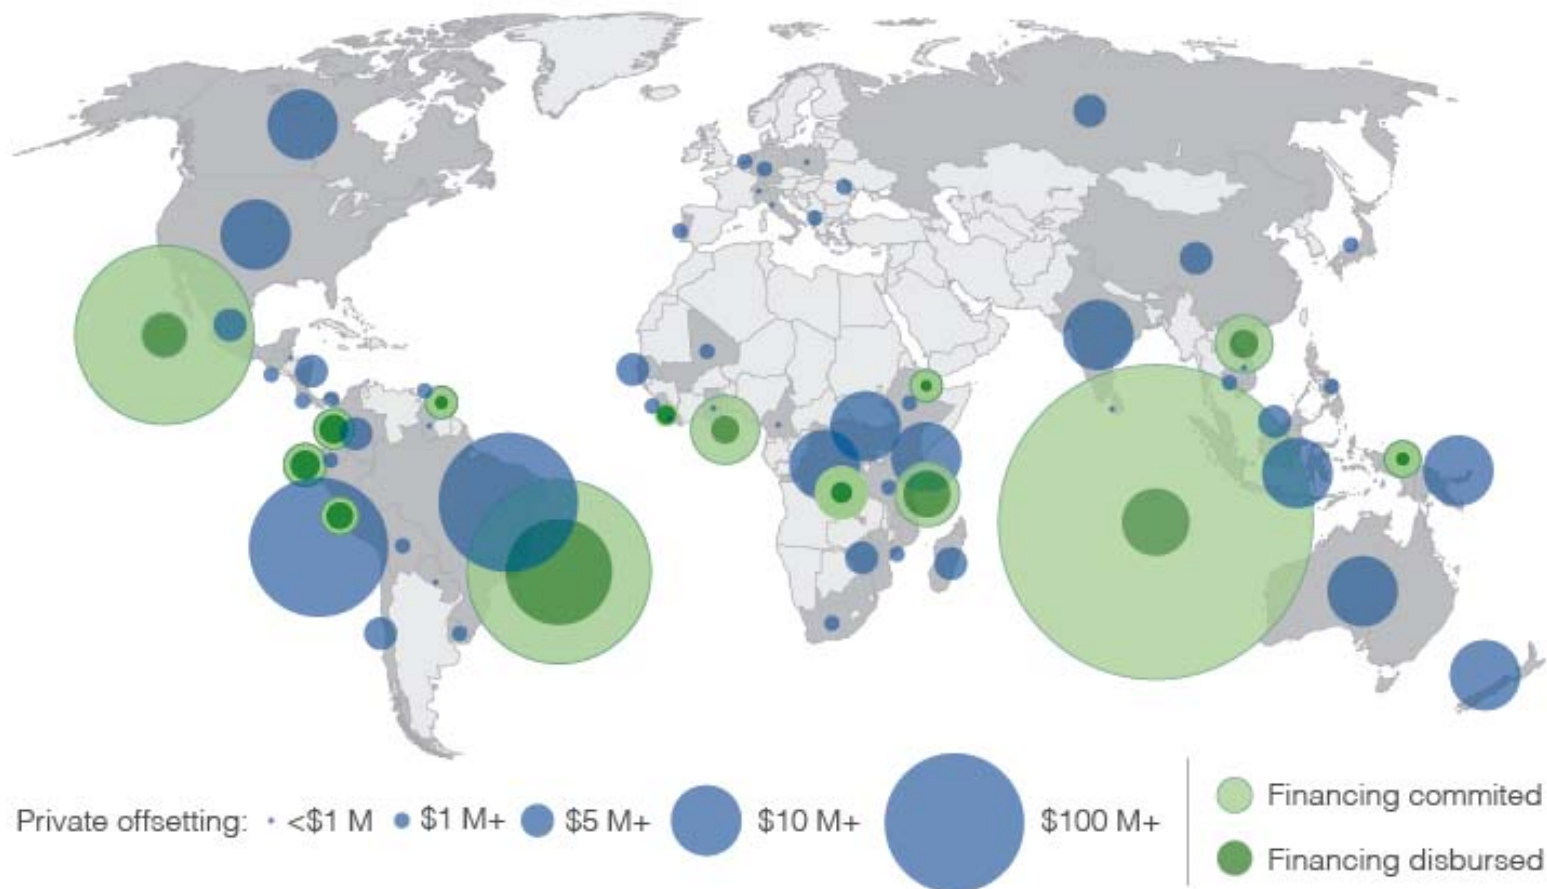 Private offsetting: <$1 M $1 M+ $5 M+ $10 M+ $100 M+
Financing commited
Financing disbursed